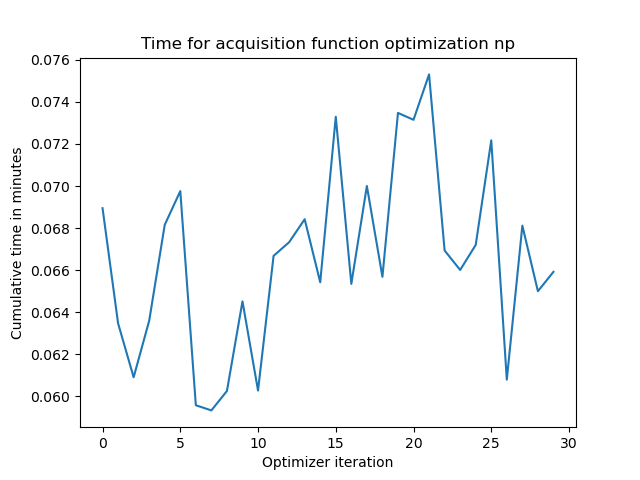 Time for acquisition function optimization np
0.076
0.074
0.072
0.070
0.068
0.066
0.064
0.062
0.060
Cumulative time in minutes
0 5 10 15 20 25 30
Optimizer iteration